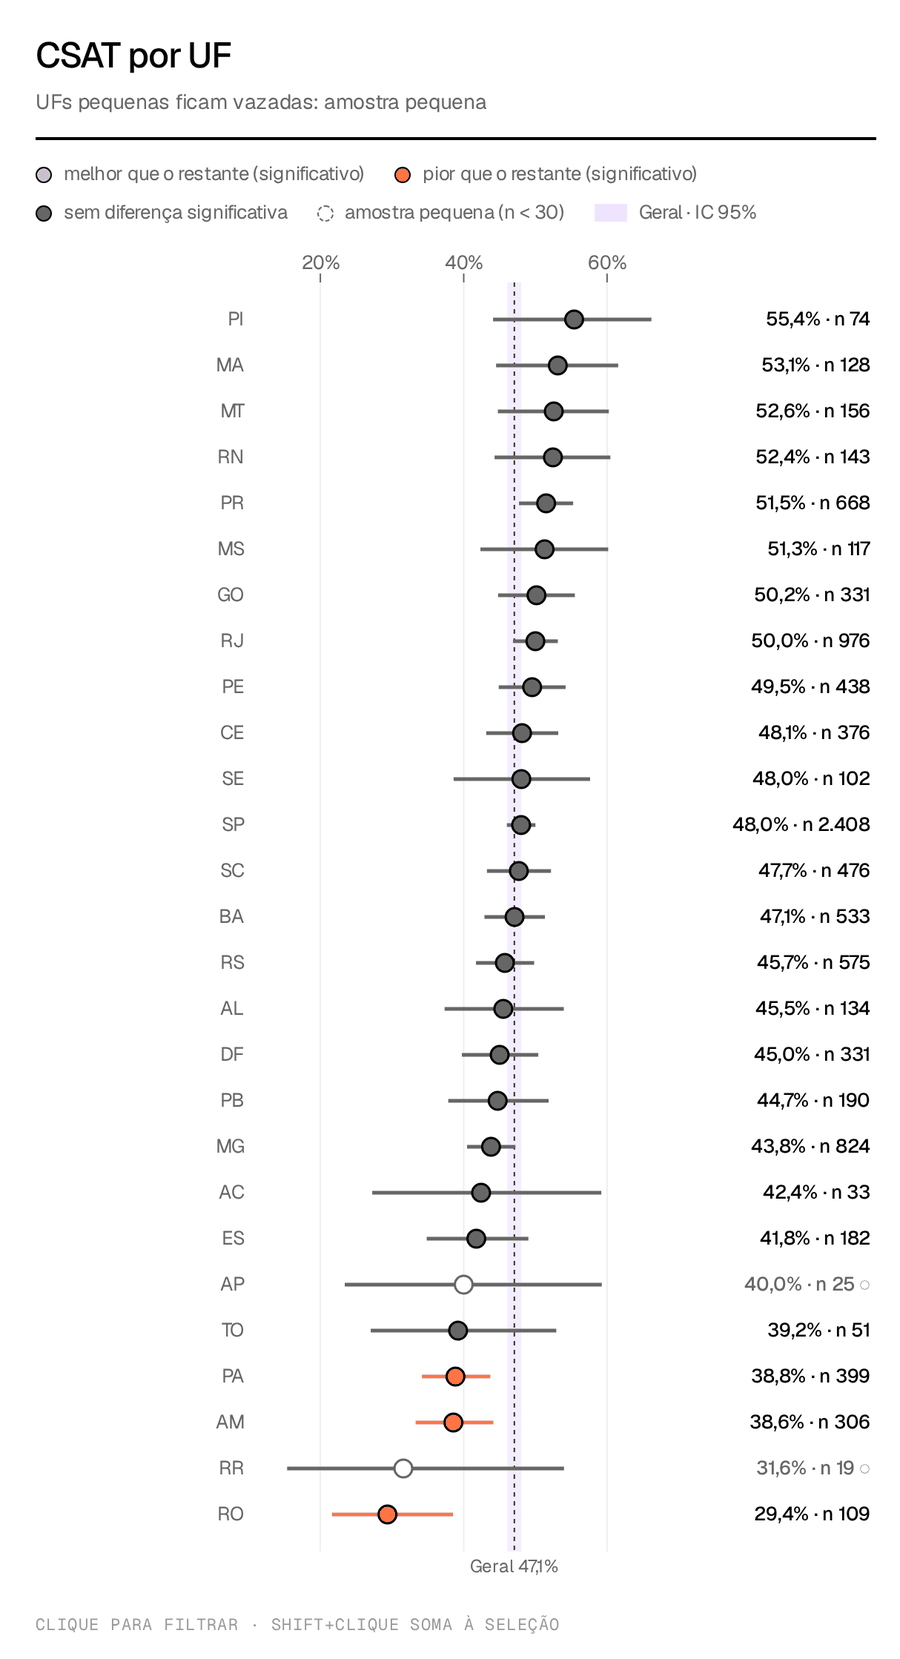 CSAT por UF
UFs pequenas ficam vazadas: amostra pequena
melhor que o restante (significativo) pior que o restante (significativo)
sem diferença significativa amostra pequena (n < 30) Geral · IC 95%
20% 40% 60%
PI 55,4% · n 74
MA 53,1% · n 128
MT 52,6% · n 156
RN 52,4% · n 143
PR 51,5% · n 668
MS 51,3% · n 117
GO 50,2% · n 331
RJ 50,0% · n 976
PE 49,5% · n 438
CE 48,1% · n 376
SE 48,0% · n 102
SP 48,0% · n 2.408
SC 47,7% · n 476
BA 47,1% · n 533
RS 45,7% · n 575
AL 45,5% · n 134
DF 45,0% · n 331
PB 44,7% · n 190
MG 43,8% · n 824
AC 42,4% · n 33
ES 41,8% · n 182
AP 40,0% · n 25 ○
TO 39,2% · n 51
PA 38,8% · n 399
AM 38,6% · n 306
RR 31,6% · n 19 ○
RO 29,4% · n 109
Geral 47,1%
CLIQUE PARA FILTRAR · SHIFT+CLIQUE SOMA À SELEÇÃO